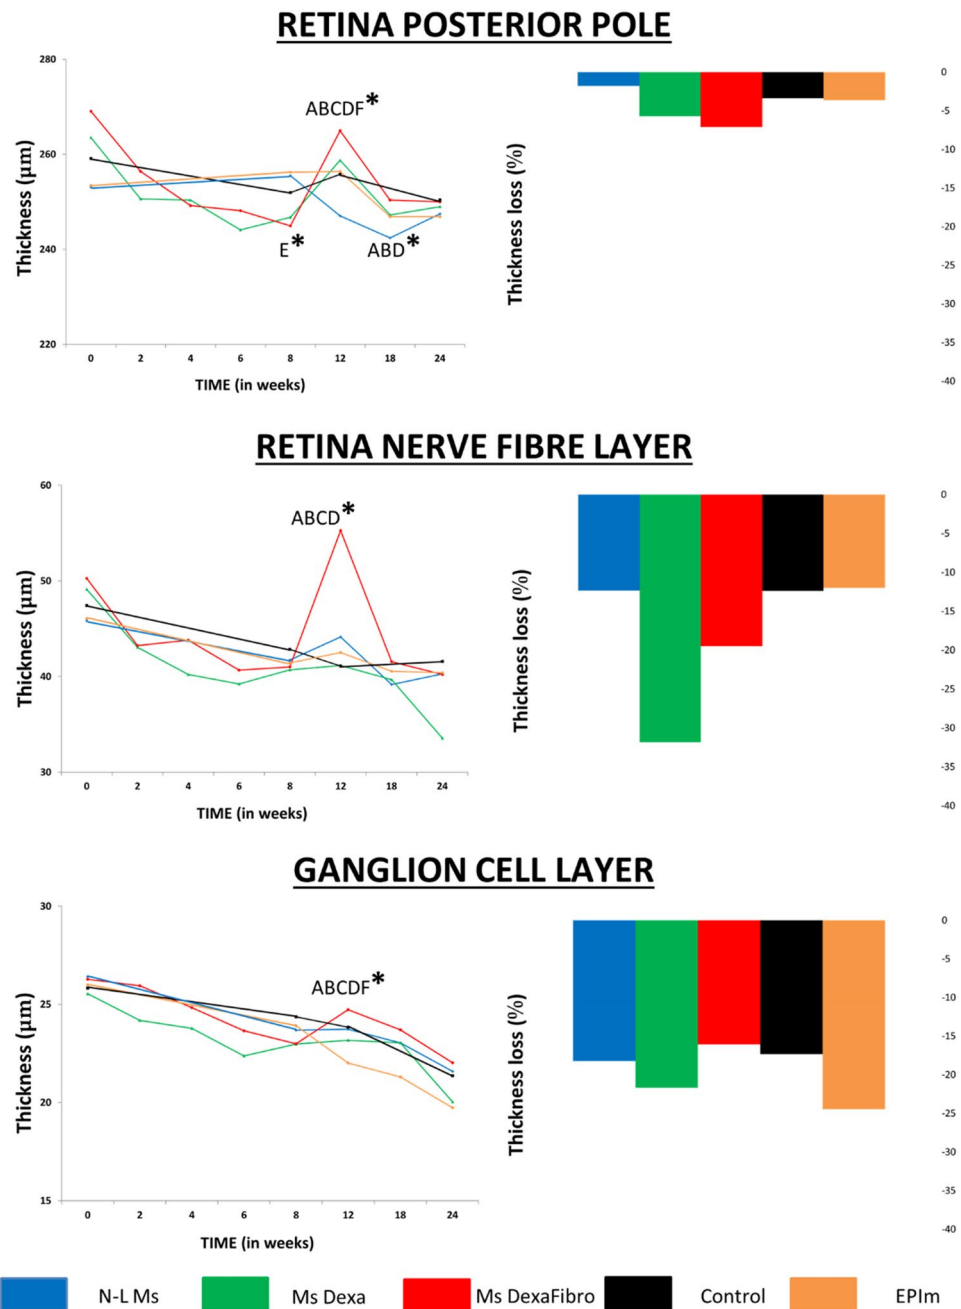 RETINA POSTERIOR POLE
Thickness (µm)
280
260
240
220
ABCDF*
E*
ABD*
0 2 4 6 8 12 18 24
TIME (in weeks)
Thickness loss (%)
0
-5
-10
-15
-20
-25
-30
-35
-40
RETINA NERVE FIBRE LAYER
Thickness (µm)
60
50
40
30
ABCD*
0 2 4 6 8 12 18 24
TIME (in weeks)
Thickness loss (%)
0
-5
-10
-15
-20
-25
-30
-35
-40
GANGLION CELL LAYER
Thickness (µm)
30
25
20
15
ABCDF*
0 2 4 6 8 12 18 24
TIME (in weeks)
Thickness loss (%)
0
-5
-10
-15
-20
-25
-30
-35
-40
N-L Ms Ms Dexa Ms DexaFibro Control EPIm